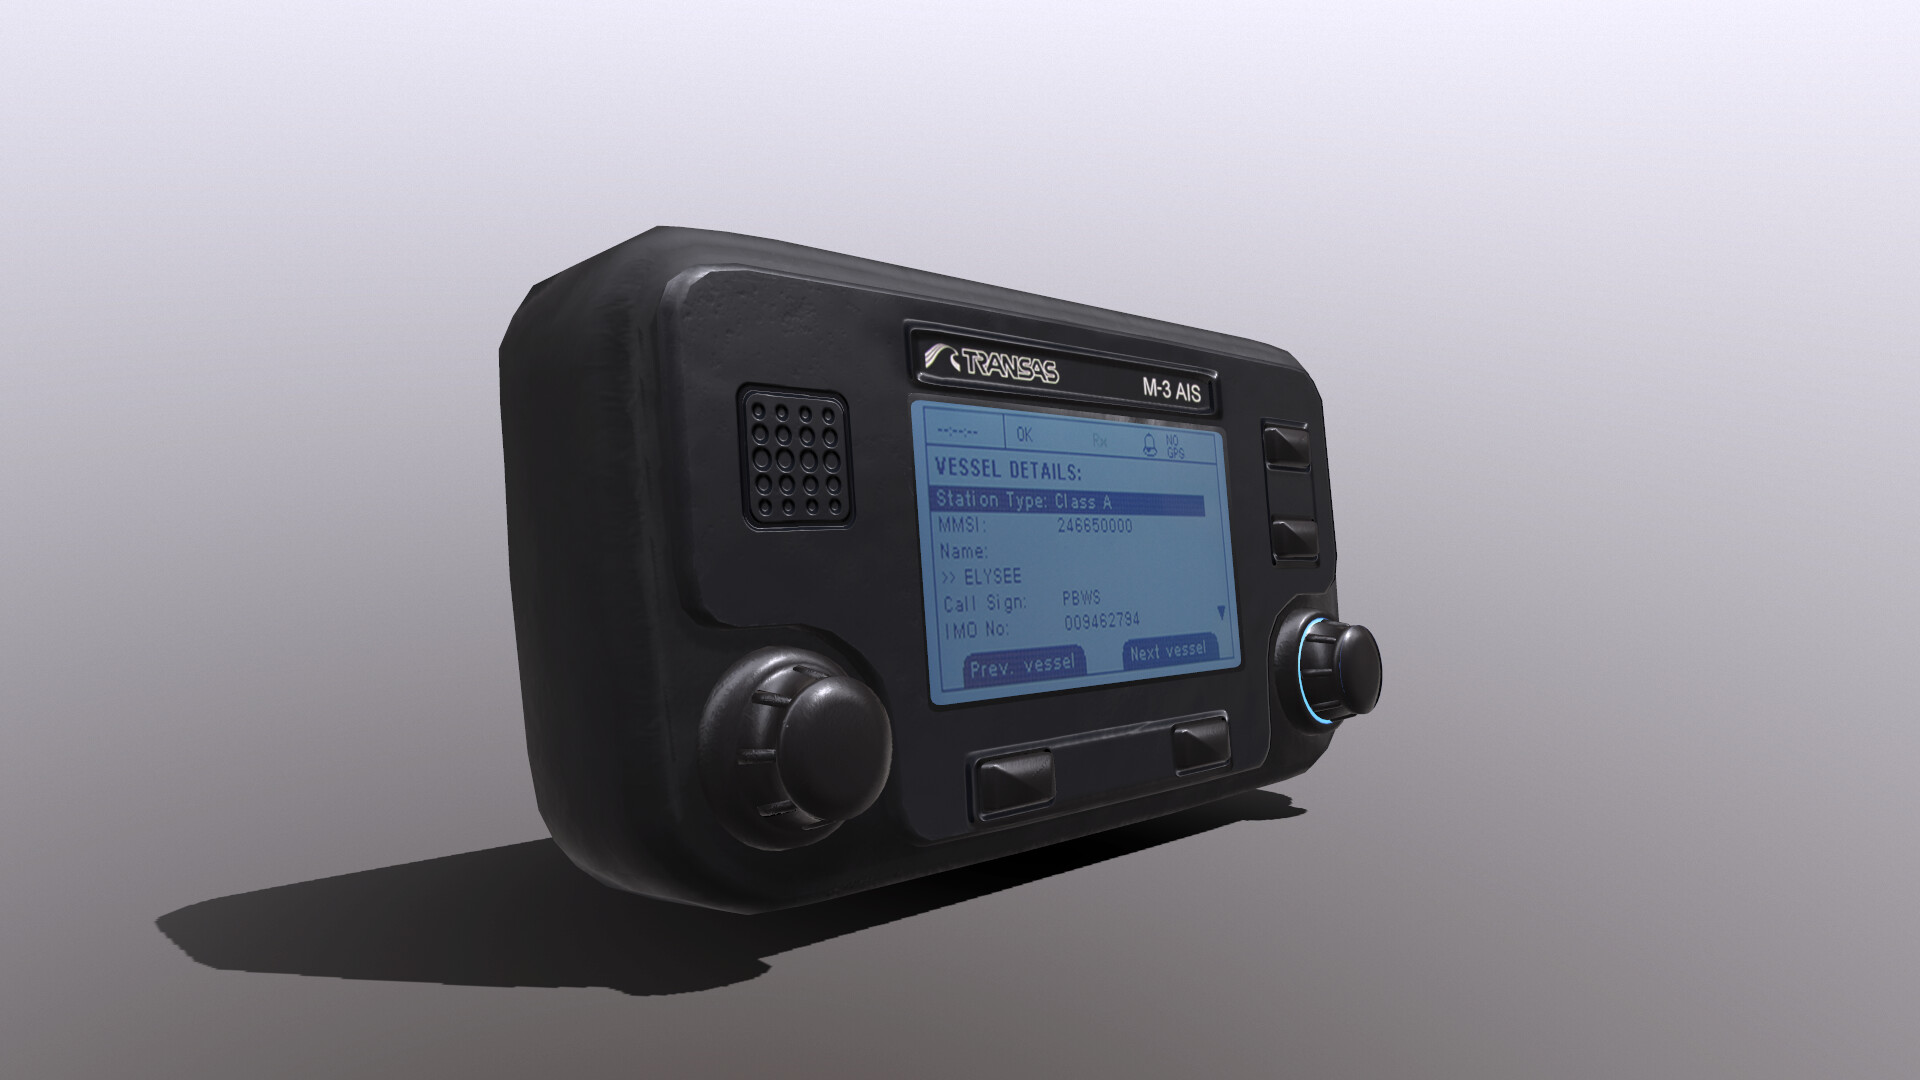 TRANSAS
M-3 AIS
--:--:-- OK Rx NO GPS
VESSEL DETAILS:
Station Type: Class A
MMSI: 246650000
Name:
>> ELYSEE
Call Sign: PBWS
IMO No: 009462794
Prev. vessel Next vessel